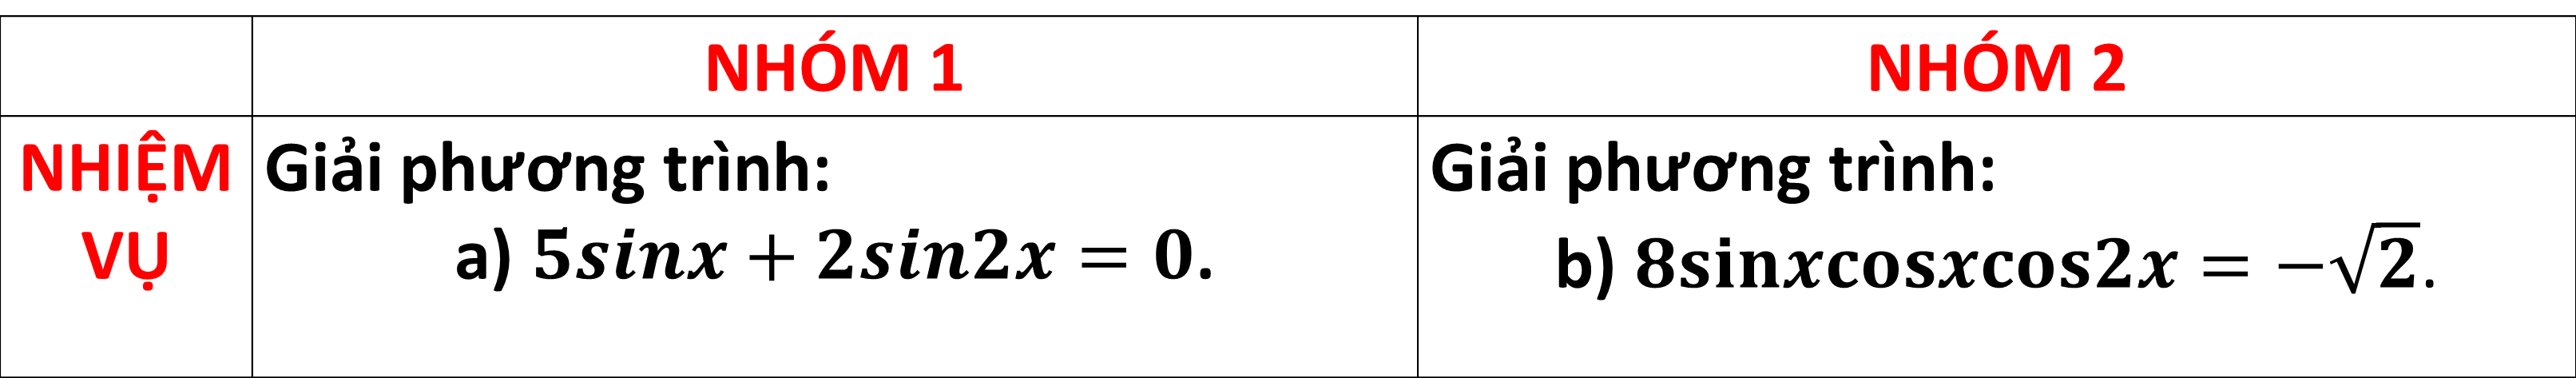 NHÓM 1
NHÓM 2
NHIỆM
VỤ
Giải phương trình:
a) 5sinx + 2sin2x = 0.
Giải phương trình:
b) 8sinxcosxcos2x = −√2.